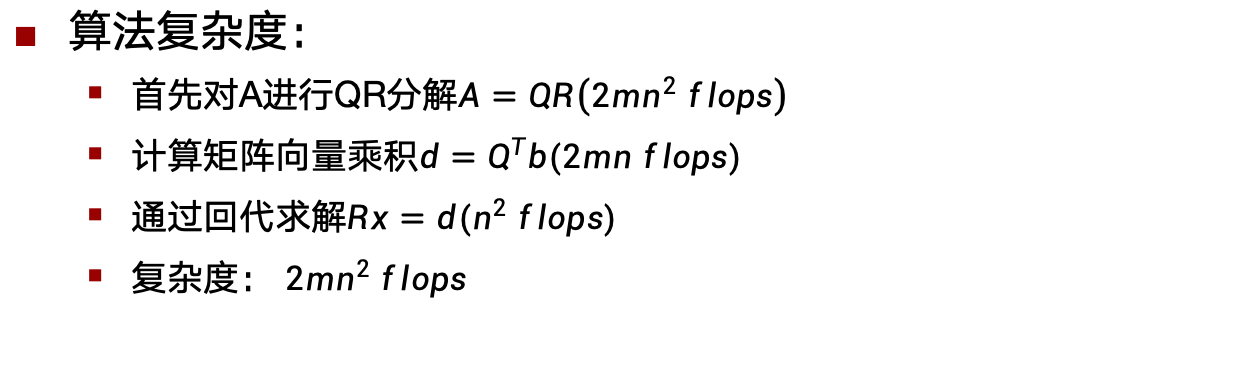 算法复杂度：
首先对A进行QR分解A = QR(2mn² flops)
计算矩阵向量乘积d = Qᵀb(2mn flops)
通过回代求解Rx = d(n² flops)
复杂度： 2mn² flops